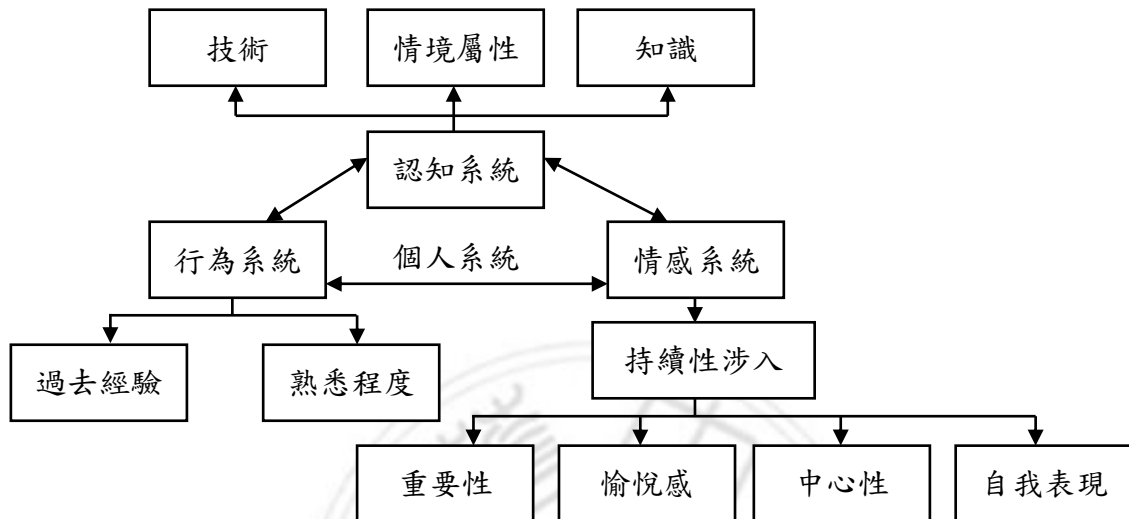 技術 情境屬性 知識
認知系統
行為系統 個人系統 情感系統
過去經驗 熟悉程度 持續性涉入
重要性 愉悅感 中心性 自我表現